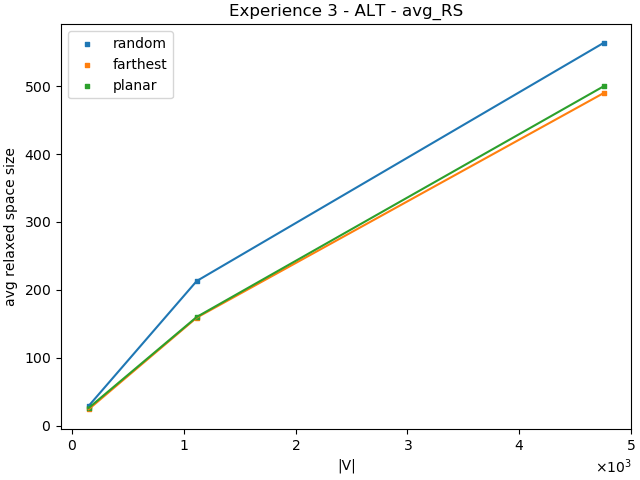 Experience 3 - ALT - avg_RS
random
farthest
planar
avg relaxed space size
500
400
300
200
100
0
0 1 2 3 4 5
|V|
×10³